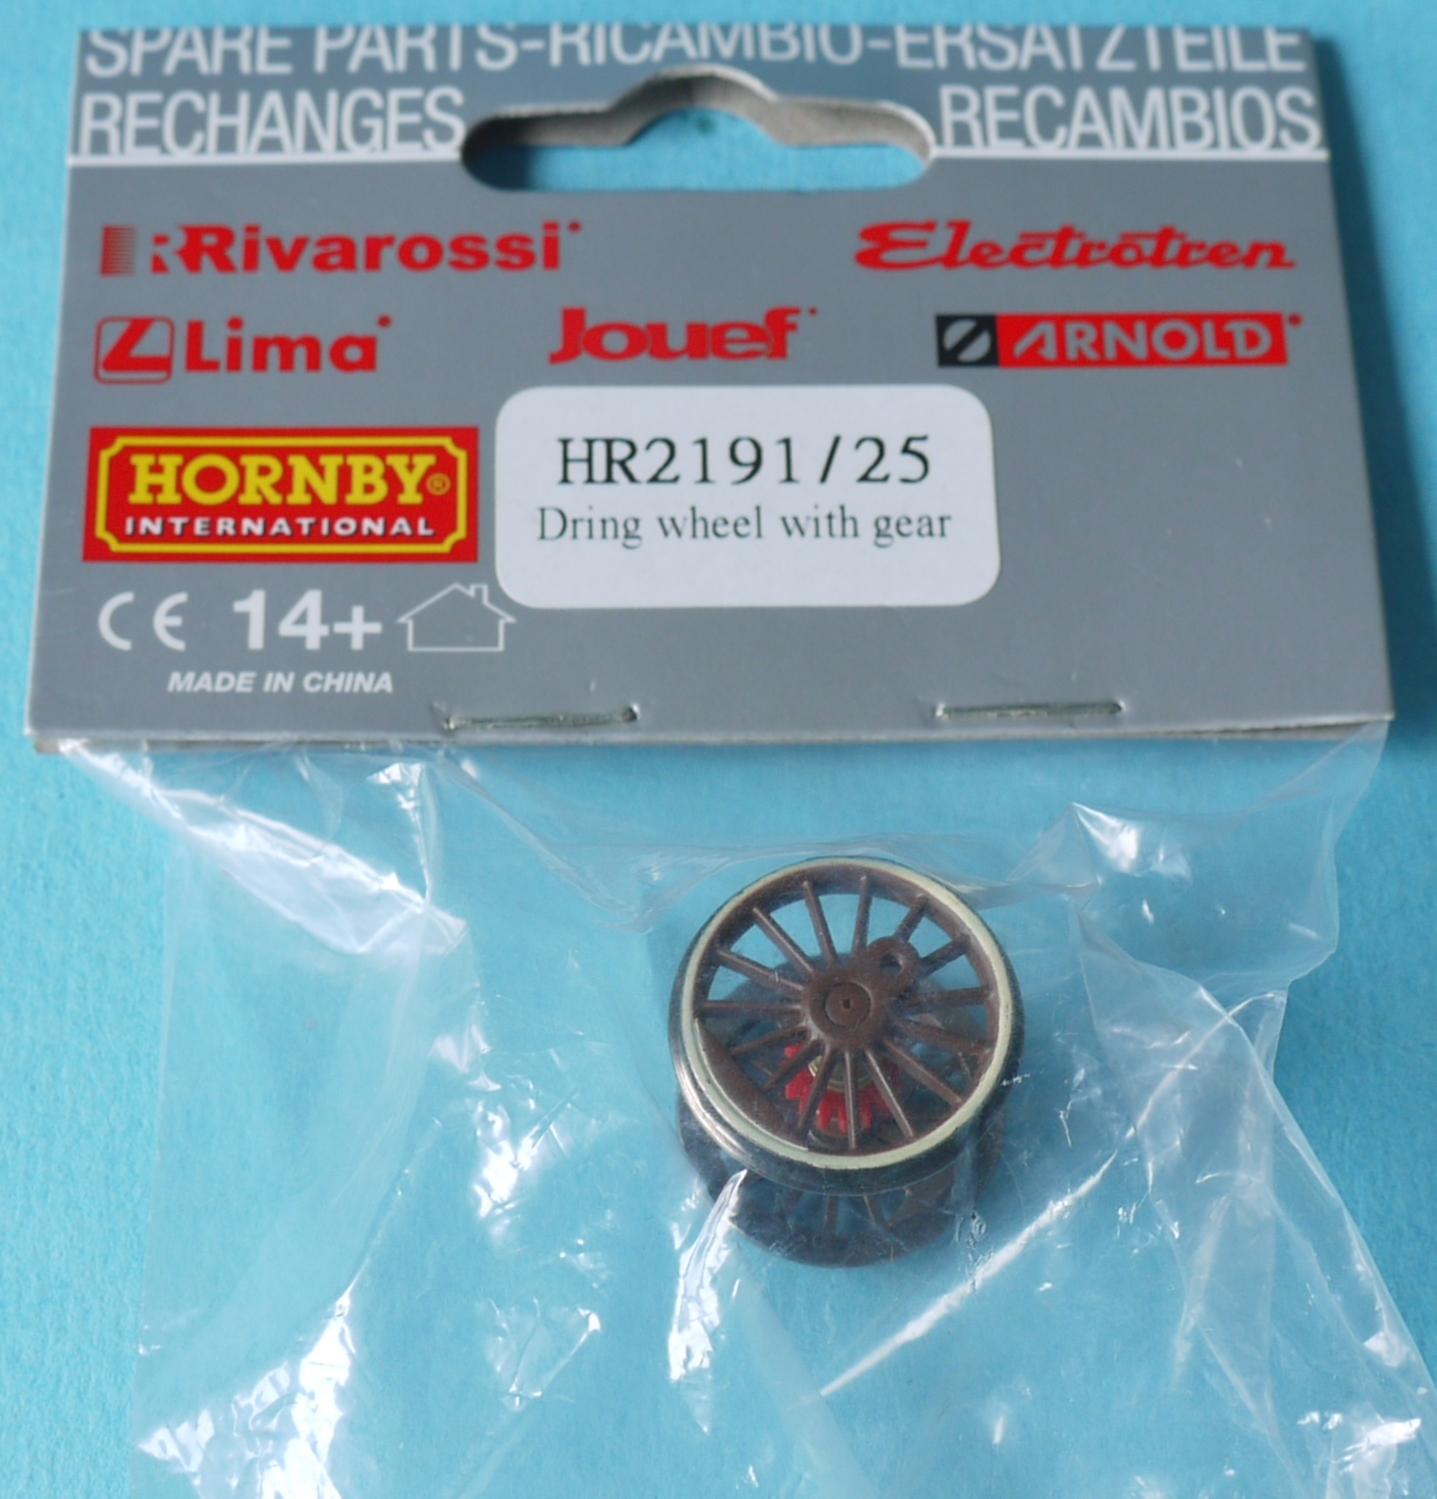 SPARE PARTS-RICAMBIO-ERSATZTEILE
RECHANGES RECAMBIOS
Rivarossi Electrotren
Lima Jouef ARNOLD
HORNBY®
INTERNATIONAL
HR2191/25
Dring wheel with gear
CE 14+
MADE IN CHINA